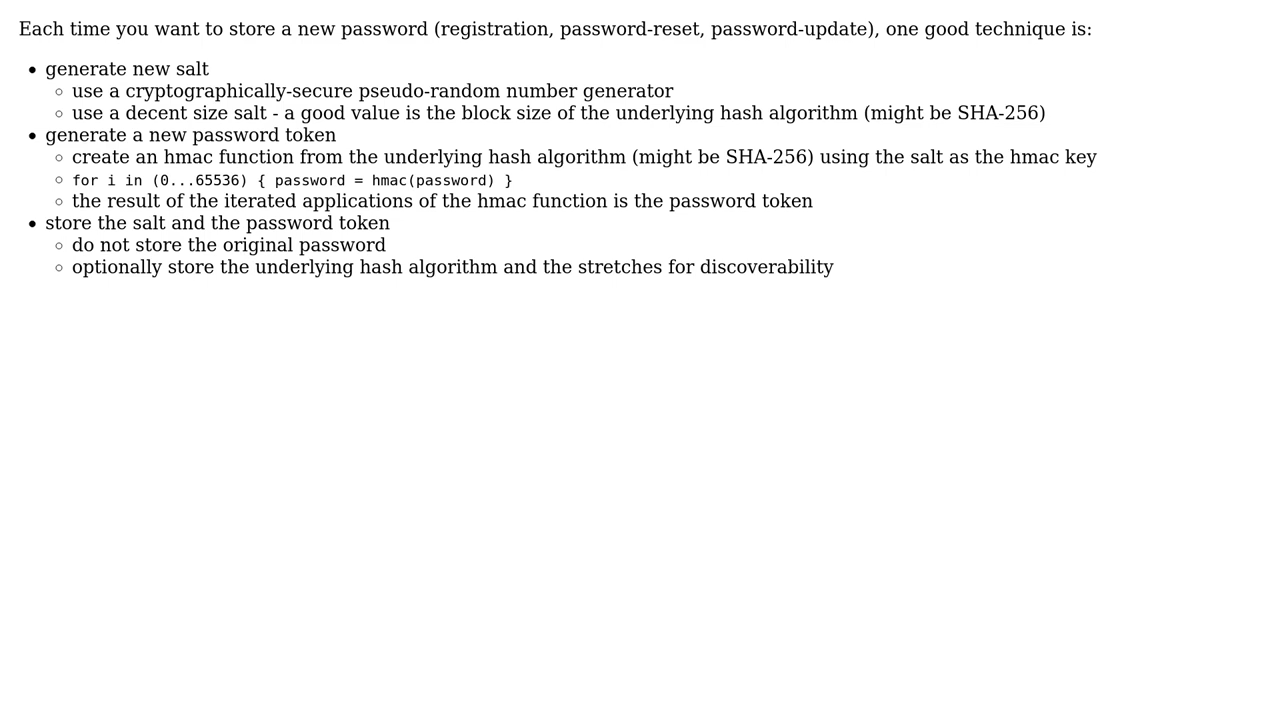 Each time you want to store a new password (registration, password-reset, password-update), one good technique is:
• generate new salt
◦ use a cryptographically-secure pseudo-random number generator
◦ use a decent size salt - a good value is the block size of the underlying hash algorithm (might be SHA-256)
• generate a new password token
◦ create an hmac function from the underlying hash algorithm (might be SHA-256) using the salt as the hmac key
◦ for i in (0...65536) { password = hmac(password) }
◦ the result of the iterated applications of the hmac function is the password token
• store the salt and the password token
◦ do not store the original password
◦ optionally store the underlying hash algorithm and the stretches for discoverability